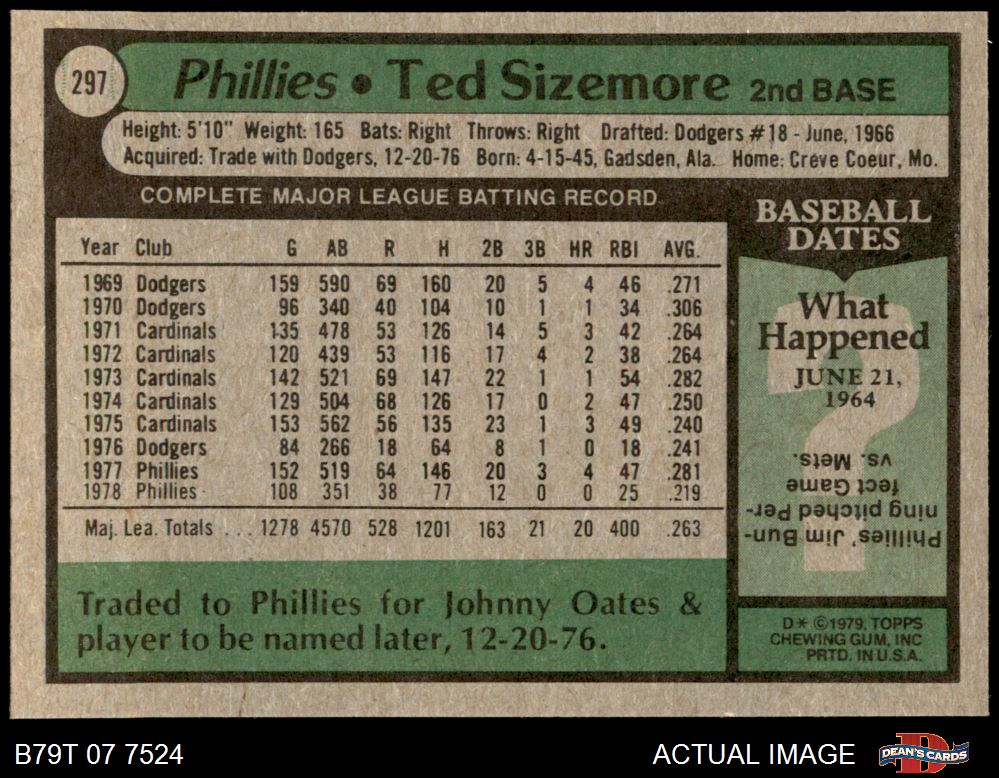 297
Phillies • Ted Sizemore 2nd BASE
Height: 5'10" Weight: 165 Bats: Right Throws: Right Drafted: Dodgers #18 - June, 1966
Acquired: Trade with Dodgers, 12-20-76 Born: 4-15-45, Gadsden, Ala. Home: Creve Coeur, Mo.
COMPLETE MAJOR LEAGUE BATTING RECORD
Year Club G AB R H 2B 3B HR RBI AVG.
1969 Dodgers 159 590 69 160 20 5 4 46 .271
1970 Dodgers 96 340 40 104 10 1 1 34 .306
1971 Cardinals 135 478 53 126 14 5 3 42 .264
1972 Cardinals 120 439 53 116 17 4 2 38 .264
1973 Cardinals 142 521 69 147 22 1 1 54 .282
1974 Cardinals 129 504 68 126 17 0 2 47 .250
1975 Cardinals 153 562 56 135 23 1 3 49 .240
1976 Dodgers 84 266 18 64 8 1 0 18 .241
1977 Phillies 152 519 64 146 20 3 4 47 .281
1978 Phillies 108 351 38 77 12 0 0 25 .219
Maj. Lea. Totals ... 1278 4570 528 1201 163 21 20 400 .263
Traded to Phillies for Johnny Oates &
player to be named later, 12-20-76.
BASEBALL
DATES
What
Happened
JUNE 21,
1964
Phillies' Jim Bun-
ning pitched Per-
fect Game
vs. Mets.
D* ©1979, TOPPS
CHEWING GUM, INC
PRTD. IN U.S.A.
B79T 07 7524
ACTUAL IMAGE
D
DEAN'S CARDS